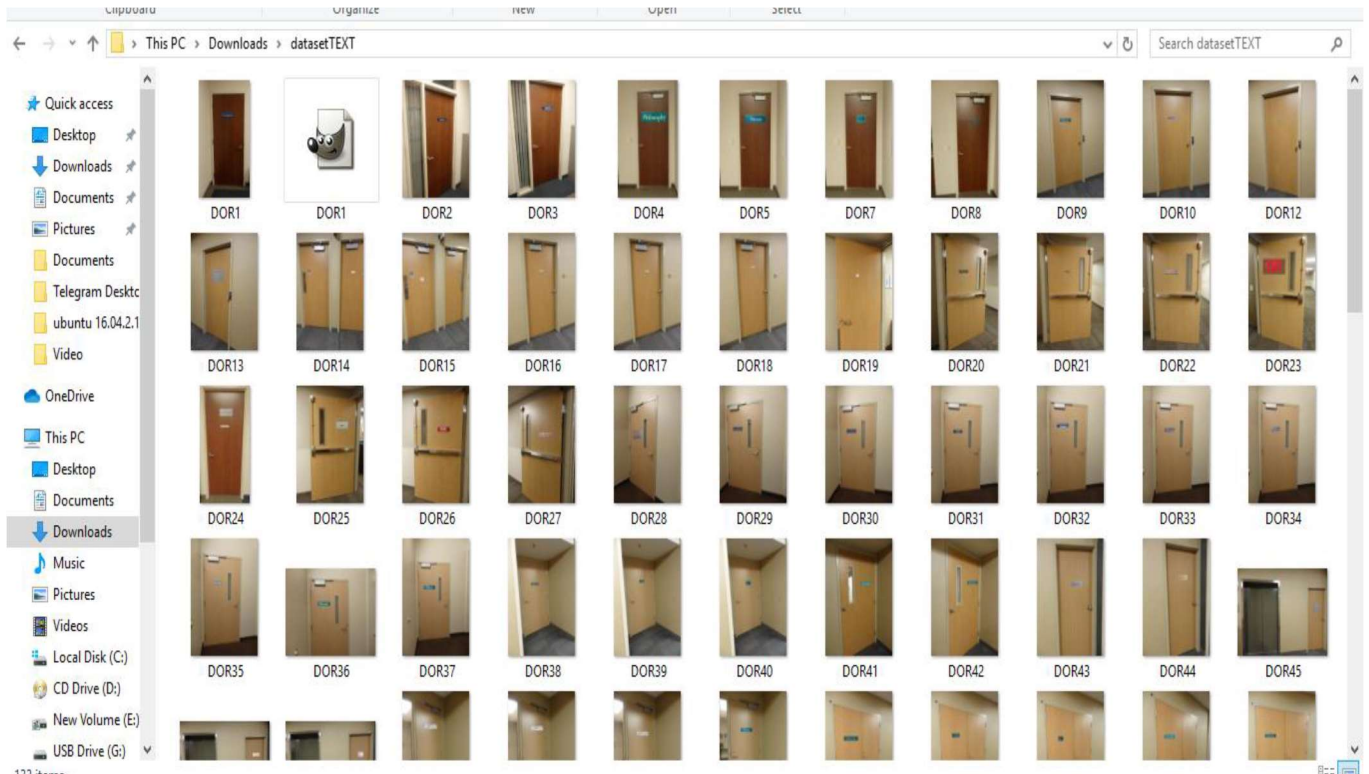 Clipboard Organize New Open Select
This PC > Downloads > datasetTEXT
Search datasetTEXT
Quick access
Desktop
Downloads
Documents
Pictures
Documents
Telegram Deskto
ubuntu 16.04.2.1
Video
OneDrive
This PC
Desktop
Documents
Downloads
Music
Pictures
Videos
Local Disk (C:)
CD Drive (D:)
New Volume (E:)
USB Drive (G:)
DOR1 DOR1 DOR2 DOR3 DOR4 DOR5 DOR7 DOR8 DOR9 DOR10 DOR12
DOR13 DOR14 DOR15 DOR16 DOR17 DOR18 DOR19 DOR20 DOR21 DOR22 DOR23
DOR24 DOR25 DOR26 DOR27 DOR28 DOR29 DOR30 DOR31 DOR32 DOR33 DOR34
DOR35 DOR36 DOR37 DOR38 DOR39 DOR40 DOR41 DOR42 DOR43 DOR44 DOR45